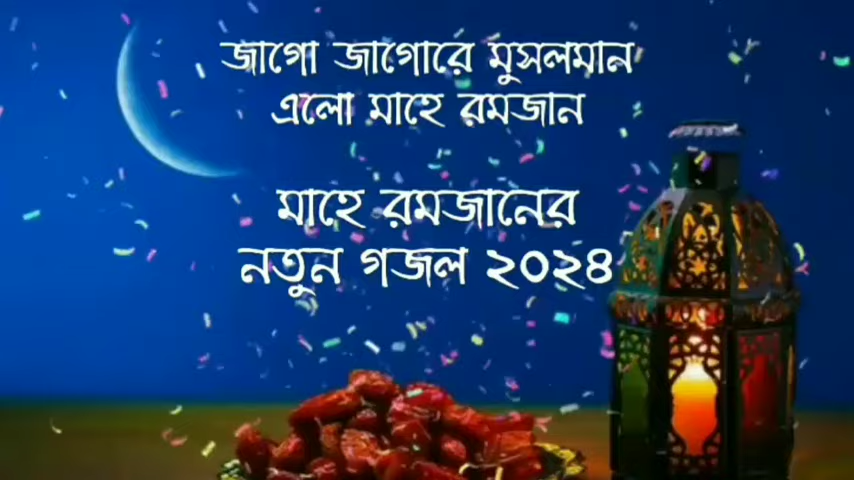 জাগো জাগোরে মুসলমান
এলো মাহে রমজান
মাহে রমজানের
নতুন গজল ২০২৪